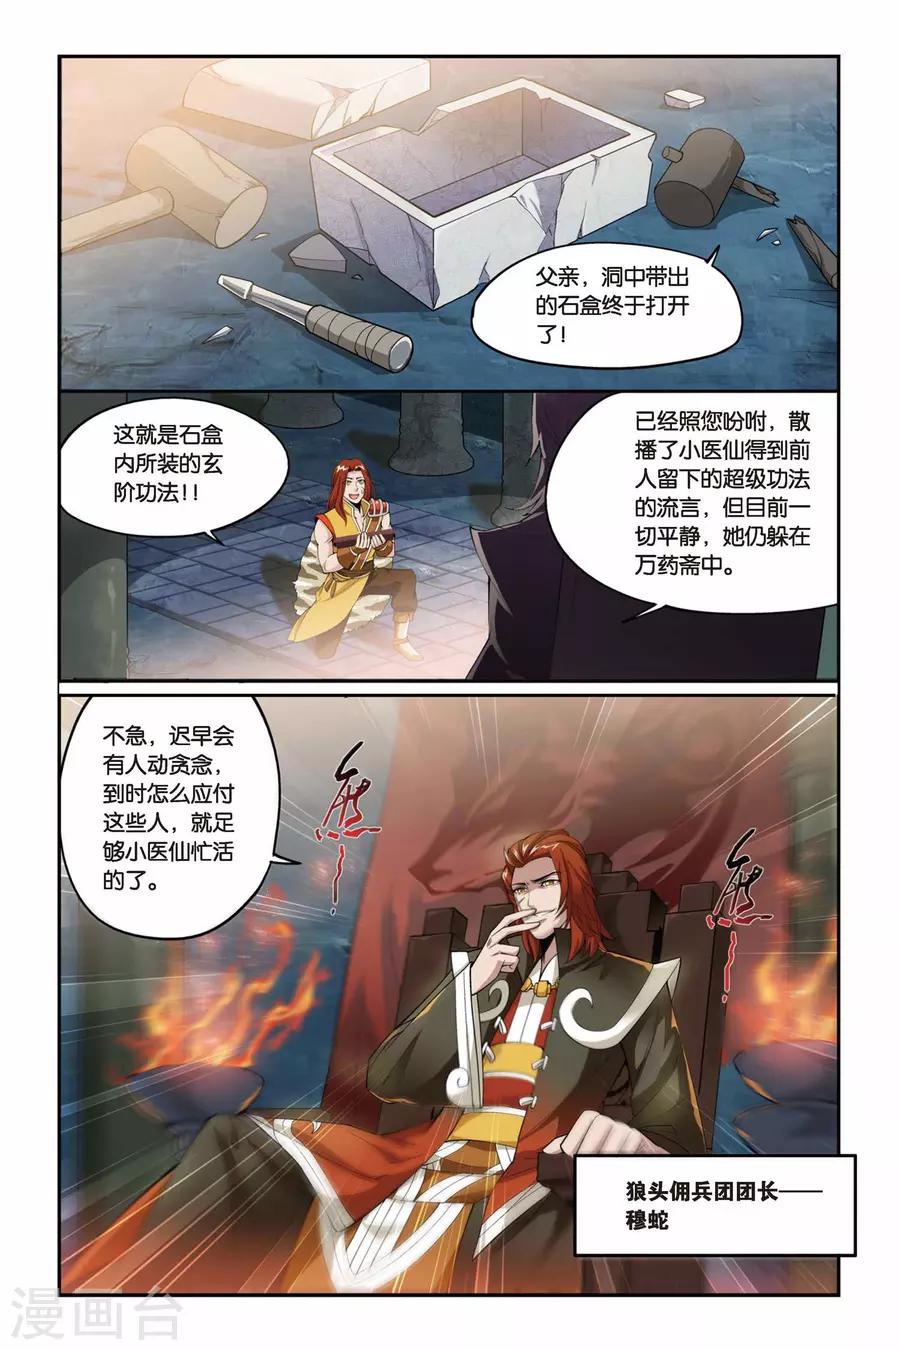 父亲，洞中带出
的石盒终于打开
了！
这就是石盒
内所装的玄
阶功法！！
已经照您吩咐，散
播了小医仙得到前
人留下的超级功法
的流言，但目前一
切平静，她仍躲在
万药斋中。
不急，迟早会
有人动贪念，
到时怎么应付
这些人，就足
够小医仙忙活
的了。
熊
熊
狼头佣兵团团长——
穆蛇
漫画台